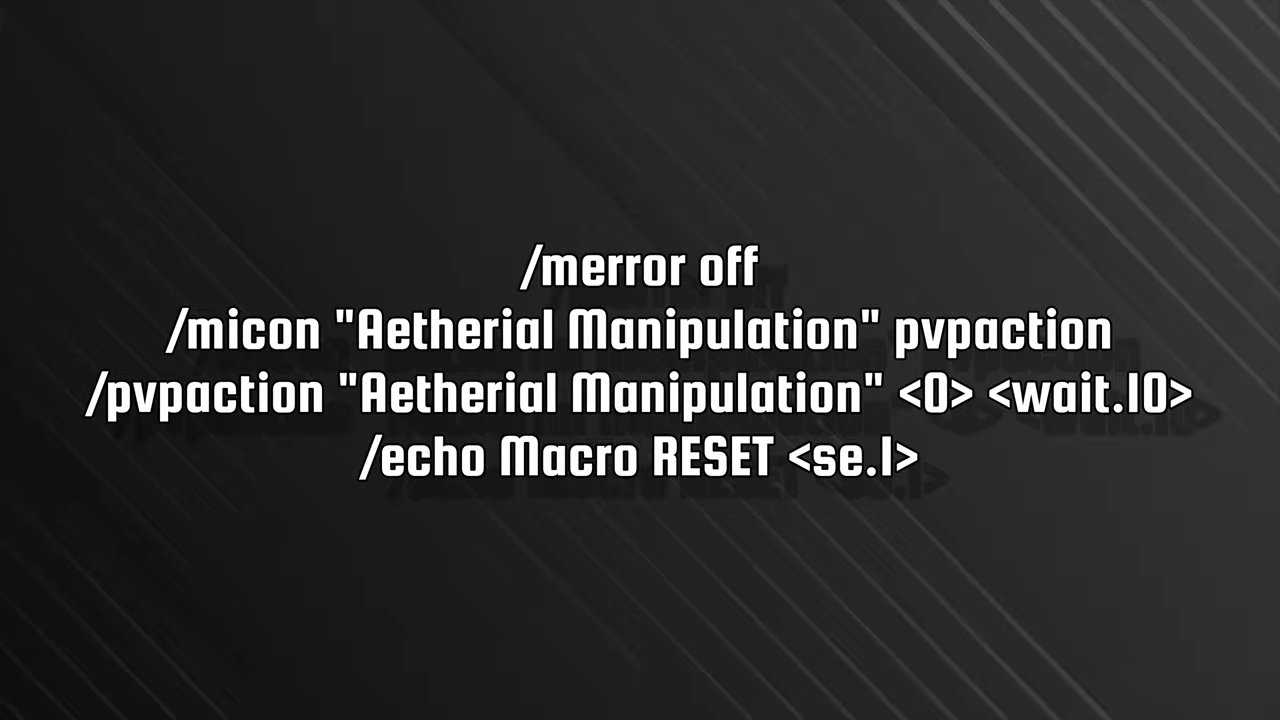 /merror off
/micon "Aetherial Manipulation" pvpaction
/pvpaction "Aetherial Manipulation" <0> <wait.10>
/echo Macro RESET <se.1>